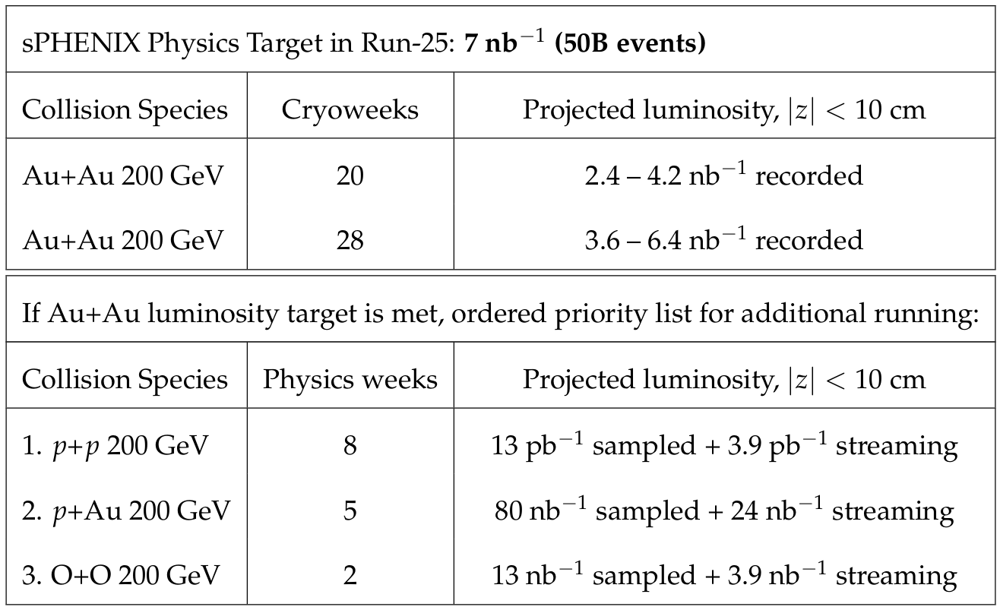 sPHENIX Physics Target in Run-25: 7 nb⁻¹ (50B events)
Collision Species Cryoweeks Projected luminosity, |z| < 10 cm
Au+Au 200 GeV 20 2.4 – 4.2 nb⁻¹ recorded
Au+Au 200 GeV 28 3.6 – 6.4 nb⁻¹ recorded
If Au+Au luminosity target is met, ordered priority list for additional running:
Collision Species Physics weeks Projected luminosity, |z| < 10 cm
1. p+p 200 GeV 8 13 pb⁻¹ sampled + 3.9 pb⁻¹ streaming
2. p+Au 200 GeV 5 80 nb⁻¹ sampled + 24 nb⁻¹ streaming
3. O+O 200 GeV 2 13 nb⁻¹ sampled + 3.9 nb⁻¹ streaming